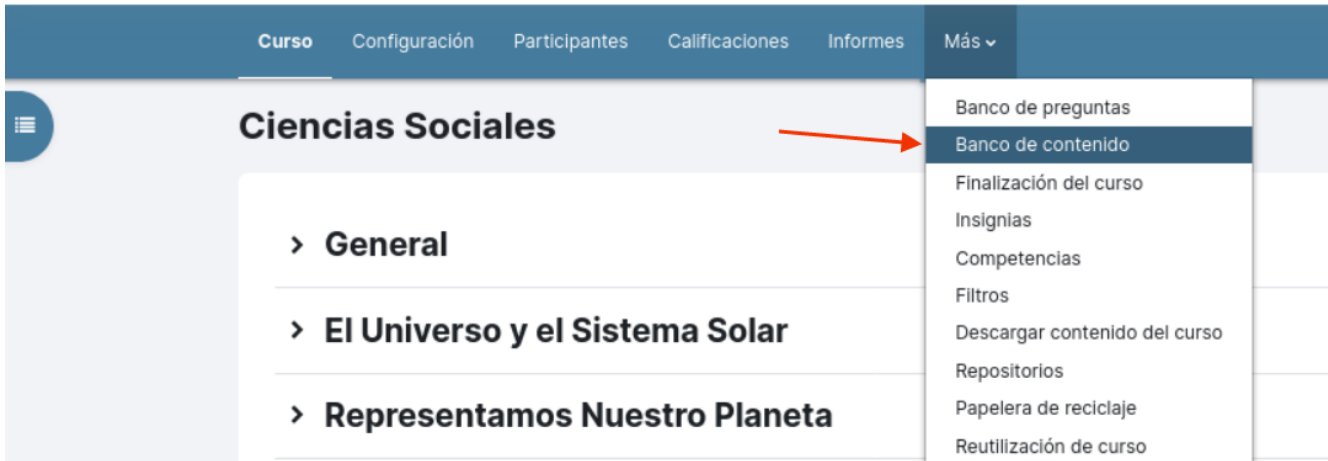 Curso Configuración Participantes Calificaciones Informes Más
Ciencias Sociales
General
El Universo y el Sistema Solar
Representamos Nuestro Planeta
Banco de preguntas
Banco de contenido
Finalización del curso
Insignias
Competencias
Filtros
Descargar contenido del curso
Repositorios
Papelera de reciclaje
Reutilización de curso